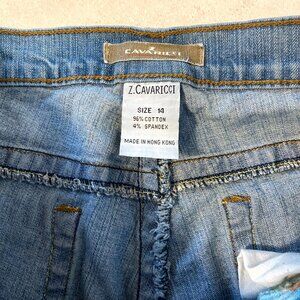 CAVARICCI
Z.CAVARICCI
SIZE 14
96% COTTON
4% SPANDEX
MADE IN HONG KONG